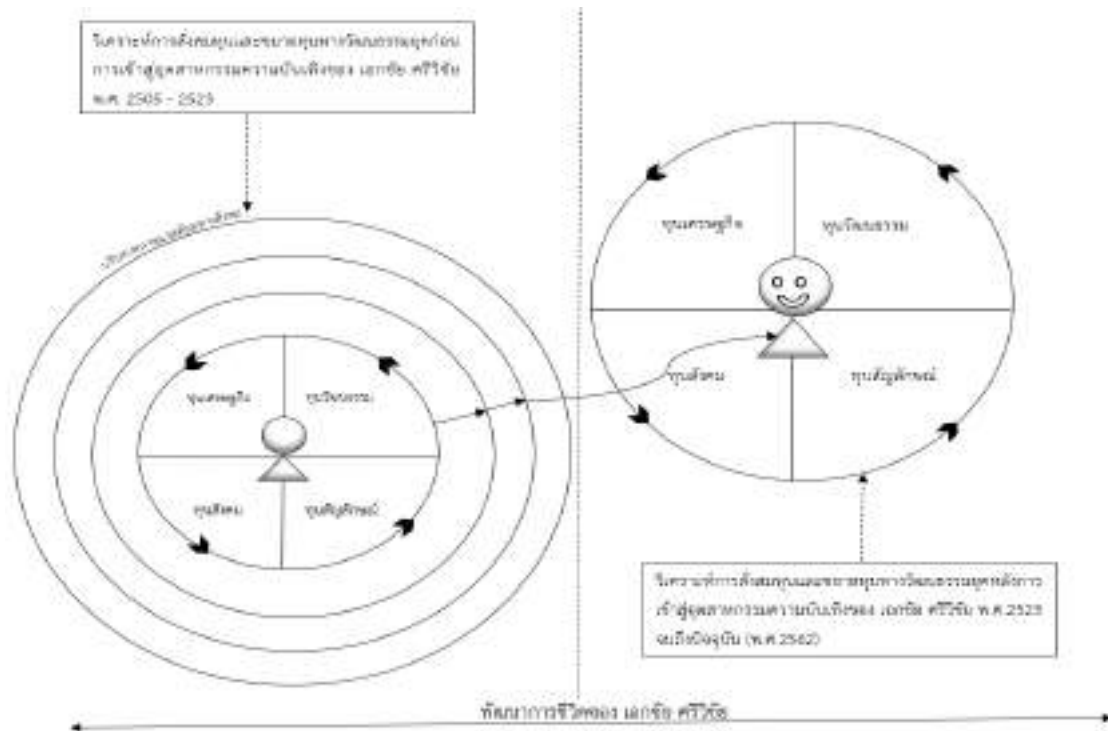 วิเคราะห์การสั่งสมทุนและขยายทุนทางวัฒนธรรมยุคก่อน
การเข้าสู่อุตสาหกรรมความบันเทิงของ เอกชัย ศรีวิชัย
พ.ศ. 2505 - 2523
ทุนเศรษฐกิจ
ทุนวัฒนธรรม
ทุนสังคม
ทุนสัญลักษณ์
ทุนเศรษฐกิจ
ทุนวัฒนธรรม
ทุนสังคม
ทุนสัญลักษณ์
วิเคราะห์การสั่งสมทุนและขยายทุนทางวัฒนธรรมยุคหลังการ
เข้าสู่อุตสาหกรรมความบันเทิงของ เอกชัย ศรีวิชัย พ.ศ.2523
จนถึงปัจจุบัน (พ.ศ.2562)
พัฒนาการชีวิตของ เอกชัย ศรีวิชัย